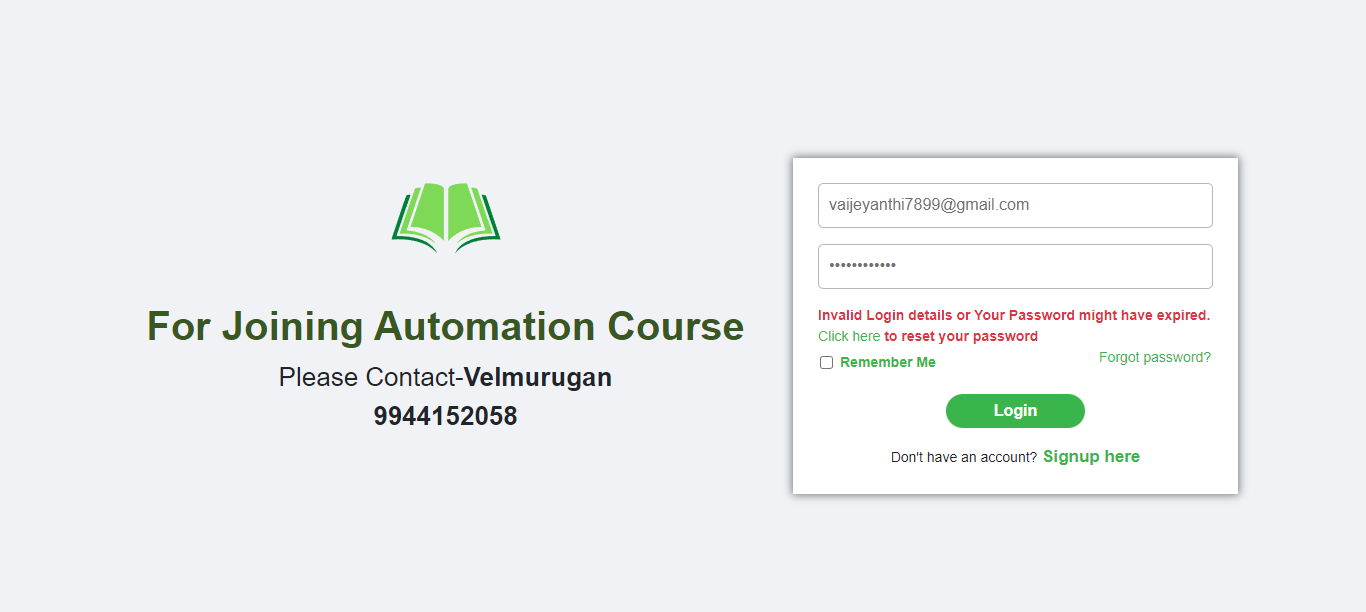 For Joining Automation Course
Please Contact-Velmurugan
9944152058
vaijeyanthi7899@gmail.com
••••••••••••
Invalid Login details or Your Password might have expired.
Click here to reset your password
Remember Me
Forgot password?
Login
Don't have an account? Signup here